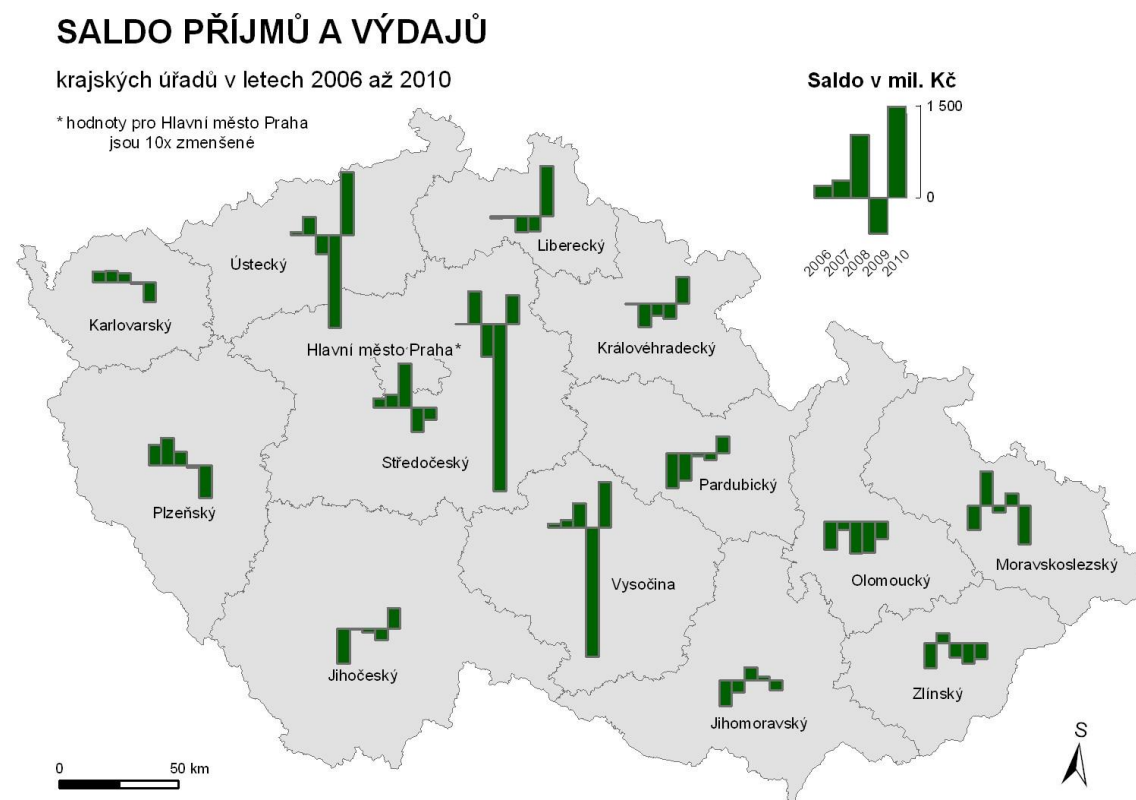 SALDO PŘÍJMŮ A VÝDAJŮ
krajských úřadů v letech 2006 až 2010
* hodnoty pro Hlavní město Praha
jsou 10x zmenšené
Saldo v mil. Kč
1 500
0
2006
2007
2008
2009
2010
Liberecký
Ústecký
Karlovarský
Hlavní město Praha*
Královéhradecký
Středočeský
Pardubický
Plzeňský
Moravskoslezský
Olomoucký
Vysočina
Jihočeský
Zlínský
Jihomoravský
S
0 50 km